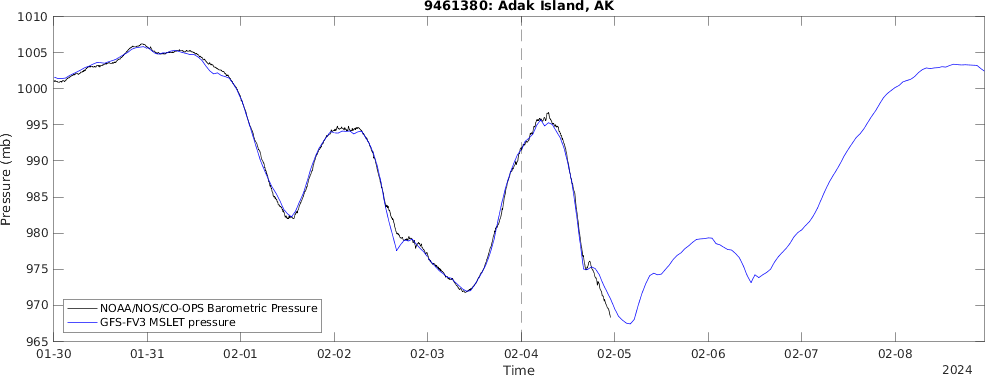 9461380: Adak Island, AK
1010
1005
1000
995
990
985
980
975
970
965
Pressure (mb)
NOAA/NOS/CO-OPS Barometric Pressure
GFS-FV3 MSLET pressure
01-30 01-31 02-01 02-02 02-03 02-04 02-05 02-06 02-07 02-08
Time
2024